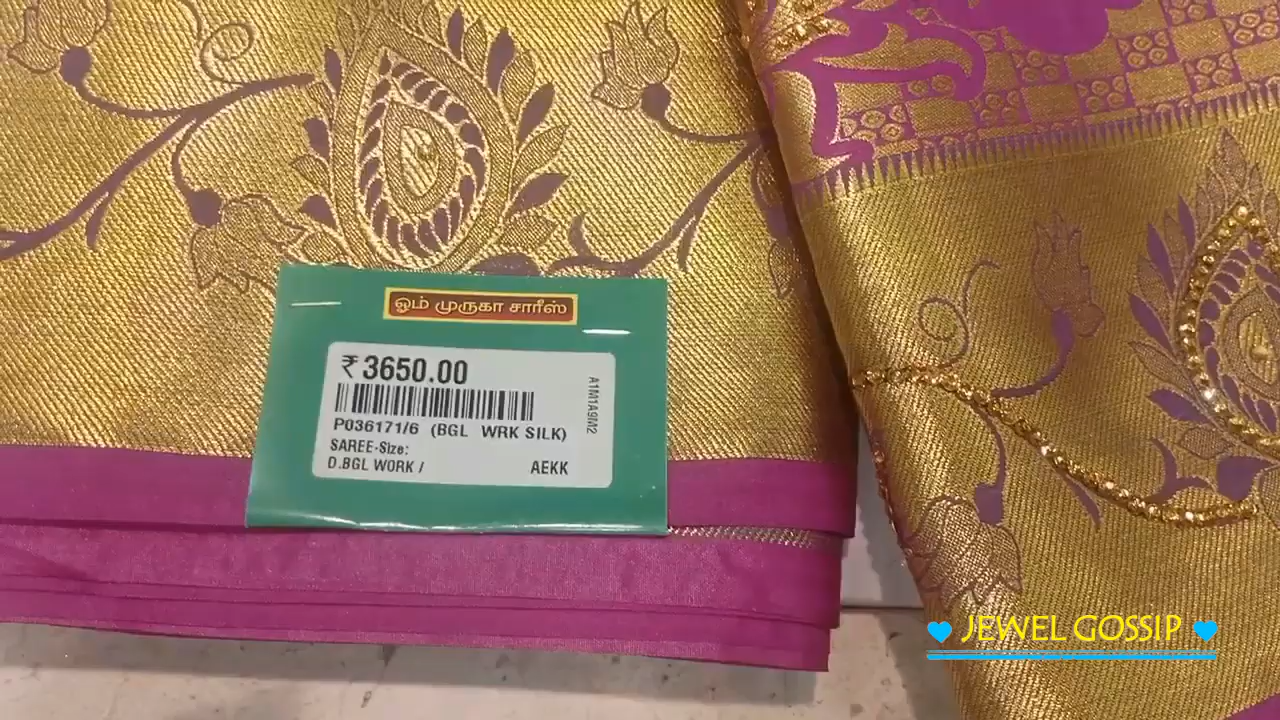 ஓம் முருகா சாரீஸ்
₹ 3650.00
A1M1A9M2
P036171/6 (BGL WRK SILK)
SAREE-Size:
D.BGL WORK / AEKK
JEWEL GOSSIP